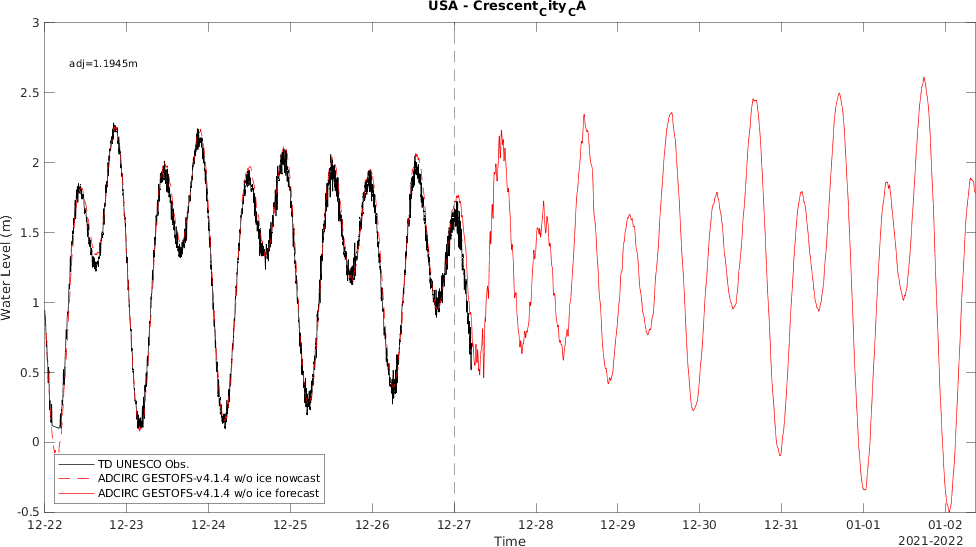 USA - CrescentCityCA
3
adj=1.1945m
2.5
2
1.5
1
0.5
0
-0.5
Water Level (m)
TD UNESCO Obs.
ADCIRC GESTOFS-v4.1.4 w/o ice nowcast
ADCIRC GESTOFS-v4.1.4 w/o ice forecast
12-22 12-23 12-24 12-25 12-26 12-27 12-28 12-29 12-30 12-31 01-01 01-02
Time
2021-2022